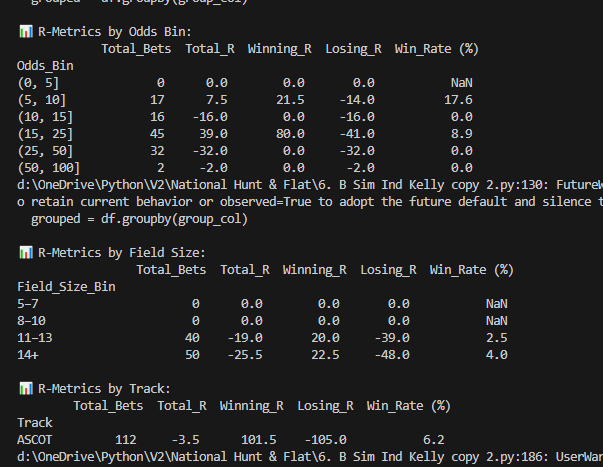 grouped = df.groupby(group_col)
📊 R-Metrics by Odds Bin:
Total_Bets Total_R Winning_R Losing_R Win_Rate (%)
Odds_Bin
(0, 5] 0 0.0 0.0 0.0 NaN
(5, 10] 17 7.5 21.5 -14.0 17.6
(10, 15] 16 -16.0 0.0 -16.0 0.0
(15, 25] 45 39.0 80.0 -41.0 8.9
(25, 50] 32 -32.0 0.0 -32.0 0.0
(50, 100] 2 -2.0 0.0 -2.0 0.0
d:\OneDrive\Python\V2\National Hunt & Flat\6. B Sim Ind Kelly copy 2.py:130: FutureW
o retain current behavior or observed=True to adopt the future default and silence t
grouped = df.groupby(group_col)
📊 R-Metrics by Field Size:
Total_Bets Total_R Winning_R Losing_R Win_Rate (%)
Field_Size_Bin
5–7 0 0.0 0.0 0.0 NaN
8–10 0 0.0 0.0 0.0 NaN
11–13 40 -19.0 20.0 -39.0 2.5
14+ 50 -25.5 22.5 -48.0 4.0
📊 R-Metrics by Track:
Total_Bets Total_R Winning_R Losing_R Win_Rate (%)
Track
ASCOT 112 -3.5 101.5 -105.0 6.2
d:\OneDrive\Python\V2\National Hunt & Flat\6. B Sim Ind Kelly copy 2.py:186: UserWar